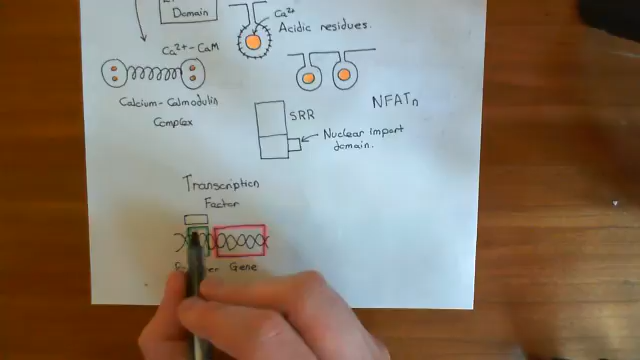 Domain
Ca²⁺
Acidic residues.
Ca²⁺-CaM
Calcium-Calmodulin
Complex
NFATn
SRR
Nuclear import
domain.
Transcription
Factor
Gene